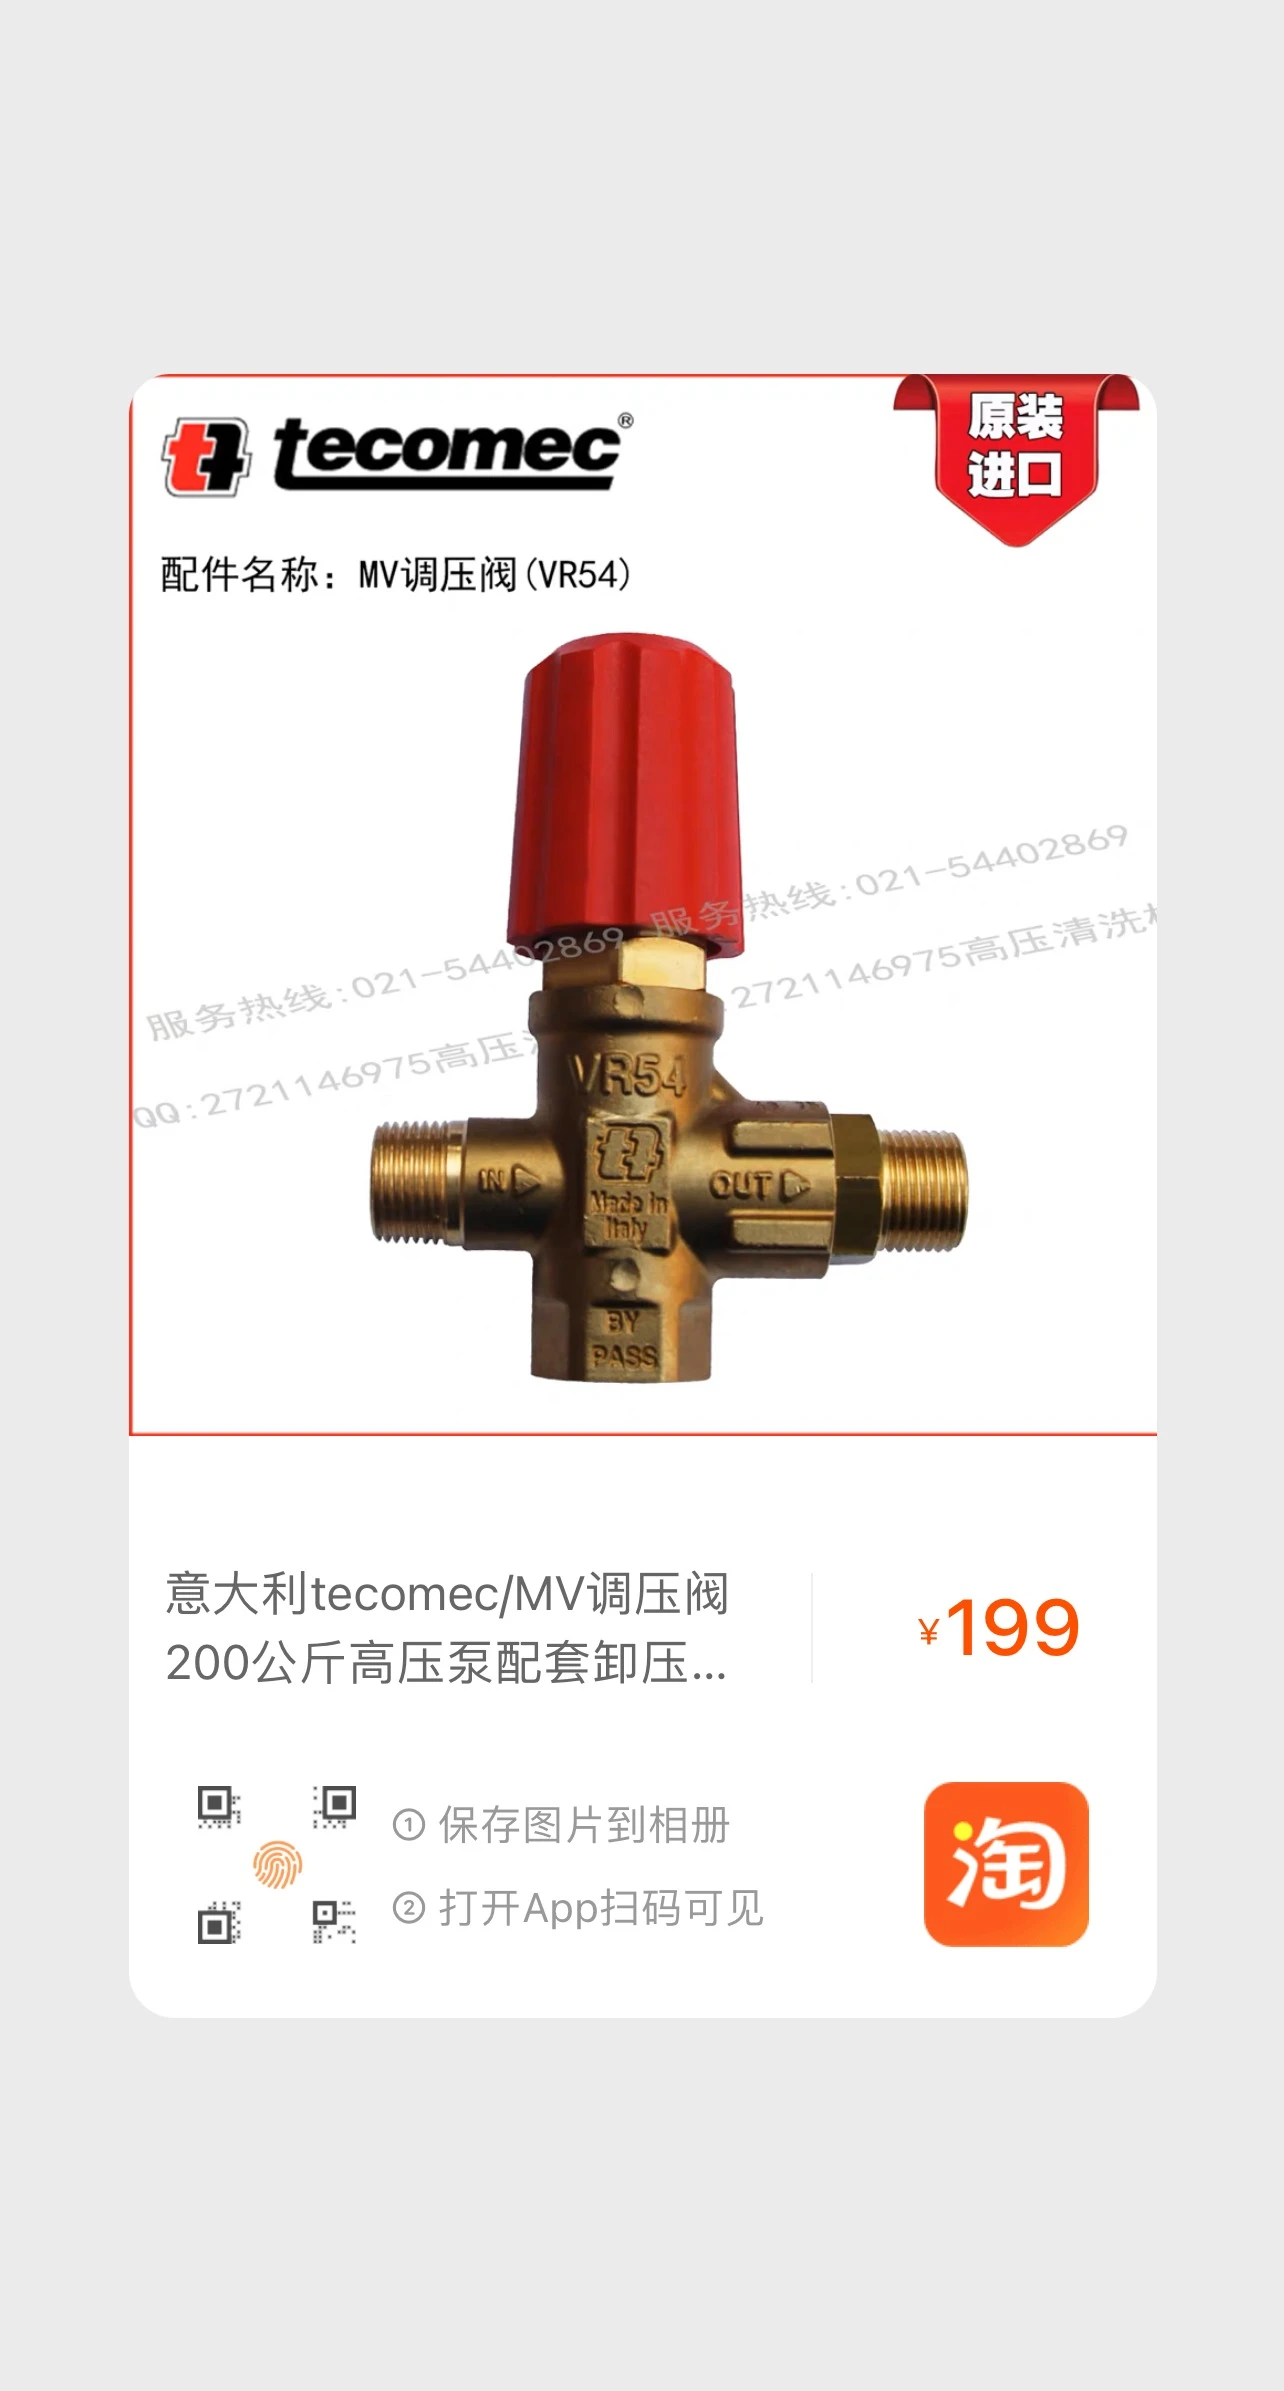 tecomec®
原装
进口
配件名称：MV调压阀(VR54)
服务热线:021-54402869
2721146975高压清洗
服务热线:021-54402869
QQ:2721146975高压
VR54
IN
OUT
Made in
Italy
BY
PASS
意大利tecomec/MV调压阀
200公斤高压泵配套卸压...
¥199
① 保存图片到相册
② 打开App扫码可见
淘